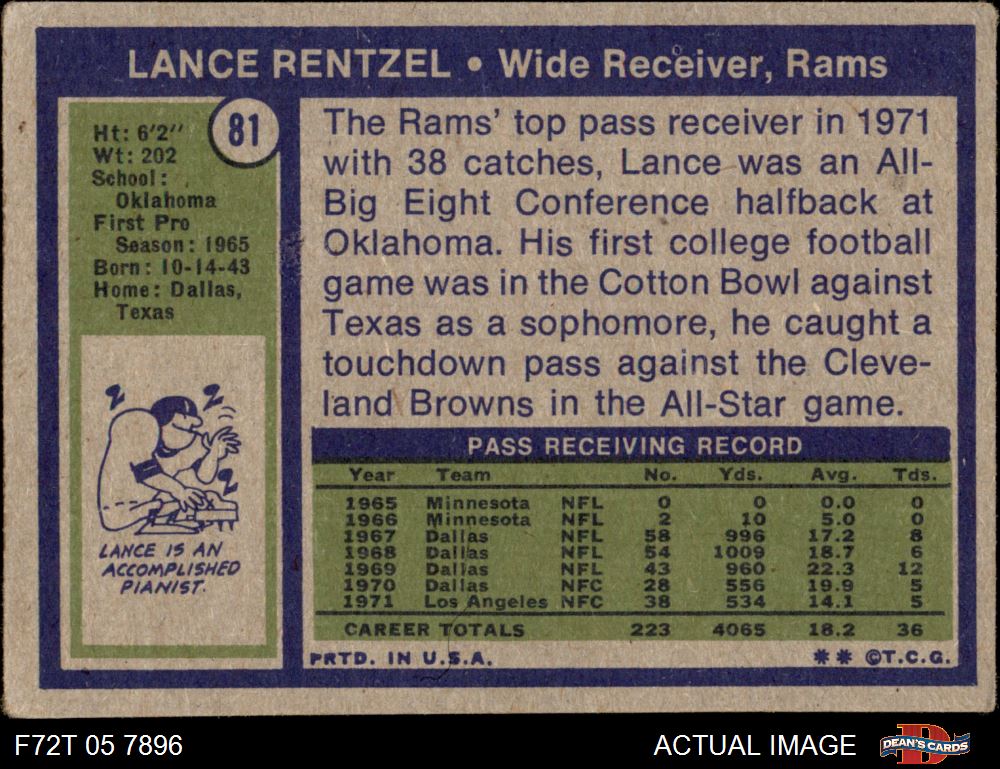 LANCE RENTZEL • Wide Receiver, Rams
81
Ht: 6'2"
Wt: 202
School:
Oklahoma
First Pro
Season: 1965
Born: 10-14-43
Home: Dallas,
Texas
The Rams' top pass receiver in 1971
with 38 catches, Lance was an All-
Big Eight Conference halfback at
Oklahoma. His first college football
game was in the Cotton Bowl against
Texas as a sophomore, he caught a
touchdown pass against the Cleve-
land Browns in the All-Star game.
LANCE IS AN
ACCOMPLISHED
PIANIST.
PASS RECEIVING RECORD
Year Team No. Yds. Avg. Tds.
1965 Minnesota NFL 0 0 0.0 0
1966 Minnesota NFL 2 10 5.0 0
1967 Dallas NFL 58 996 17.2 8
1968 Dallas NFL 54 1009 18.7 6
1969 Dallas NFL 43 960 22.3 12
1970 Dallas NFC 28 556 19.9 5
1971 Los Angeles NFC 38 534 14.1 5
CAREER TOTALS 223 4065 18.2 36
PRTD. IN U.S.A. ** ©T.C.G.
F72T 05 7896 ACTUAL IMAGE DEAN'S CARDS